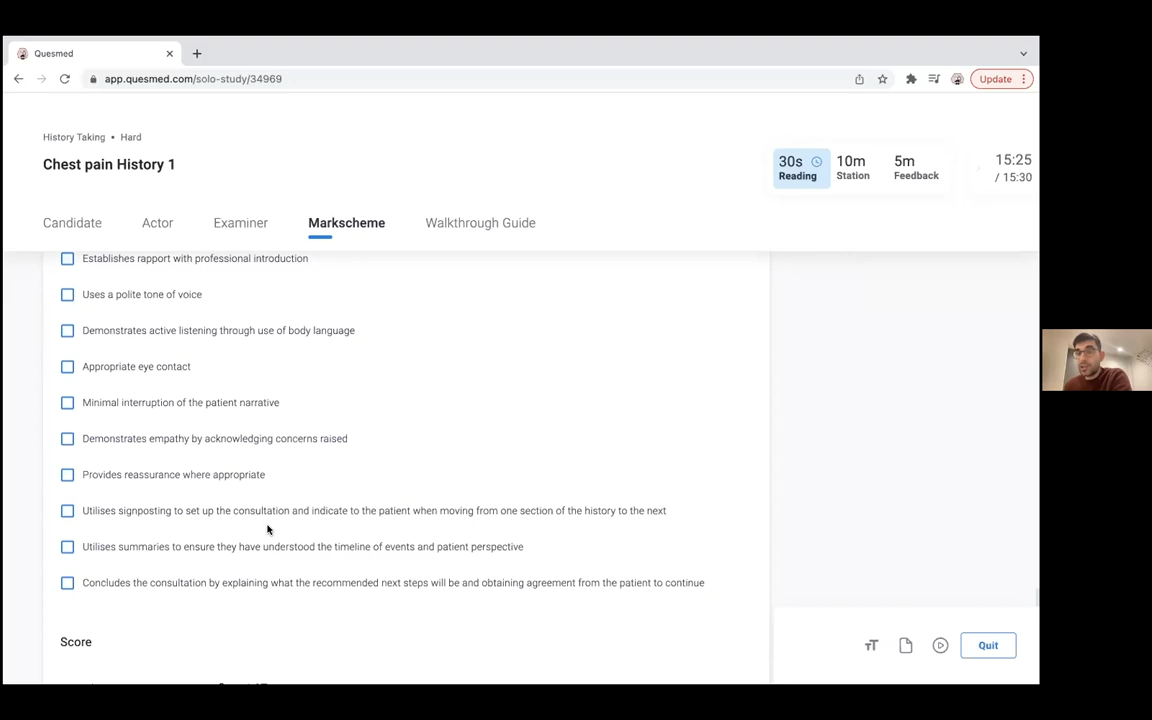 Quesmed
app.quesmed.com/solo-study/34969
Update
History Taking • Hard
Chest pain History 1
30s
Reading
10m
Station
5m
Feedback
15:25
/ 15:30
Candidate
Actor
Examiner
Markscheme
Walkthrough Guide
Establishes rapport with professional introduction
Uses a polite tone of voice
Demonstrates active listening through use of body language
Appropriate eye contact
Minimal interruption of the patient narrative
Demonstrates empathy by acknowledging concerns raised
Provides reassurance where appropriate
Utilises signposting to set up the consultation and indicate to the patient when moving from one section of the history to the next
Utilises summaries to ensure they have understood the timeline of events and patient perspective
Concludes the consultation by explaining what the recommended next steps will be and obtaining agreement from the patient to continue
Score
TT
Quit